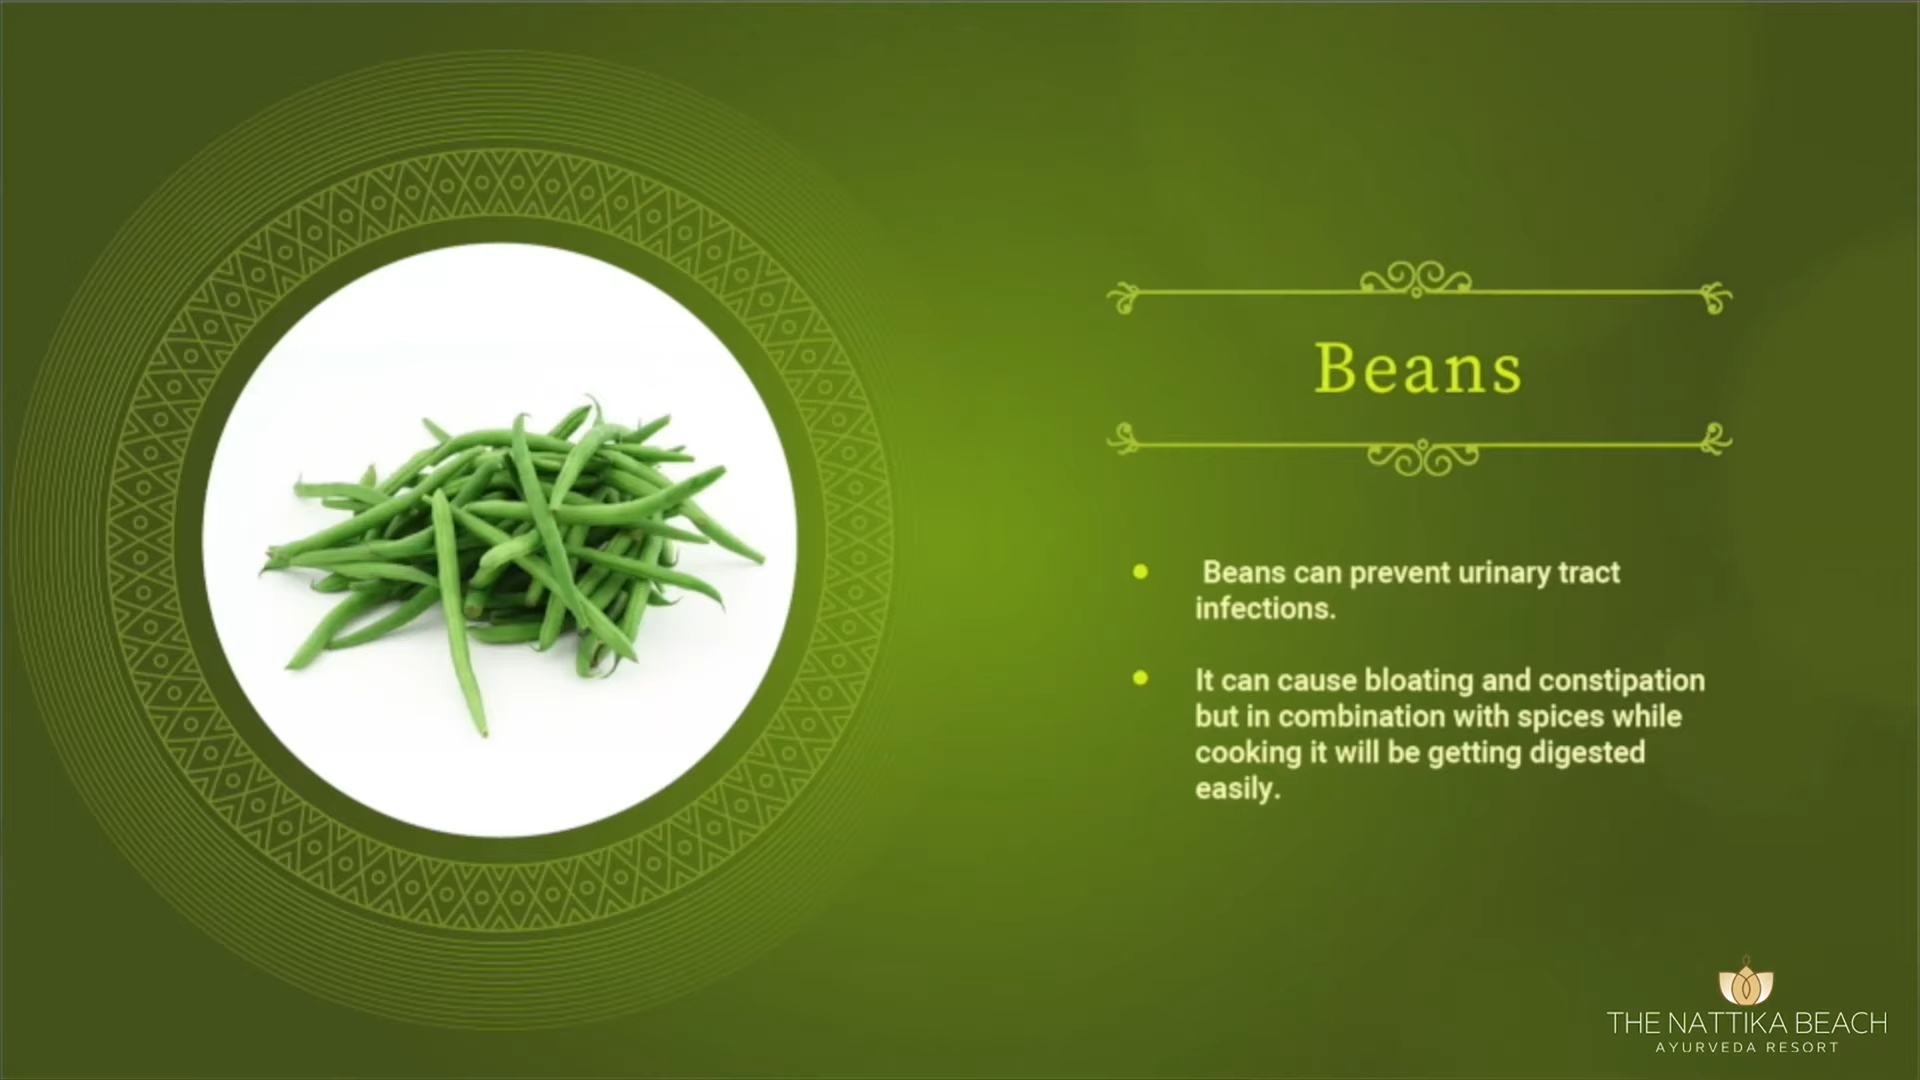 Beans
Beans can prevent urinary tract
infections.
It can cause bloating and constipation
but in combination with spices while
cooking it will be getting digested
easily.
THE NATTIKA BEACH
AYURVEDA RESORT